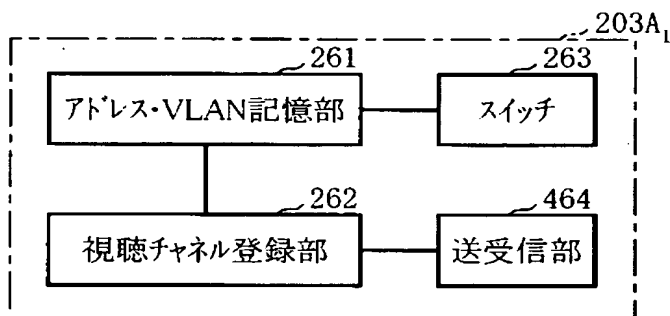 203A₁
261
263
アドレス・VLAN記憶部
スイッチ
262
464
視聴チャネル登録部
送受信部